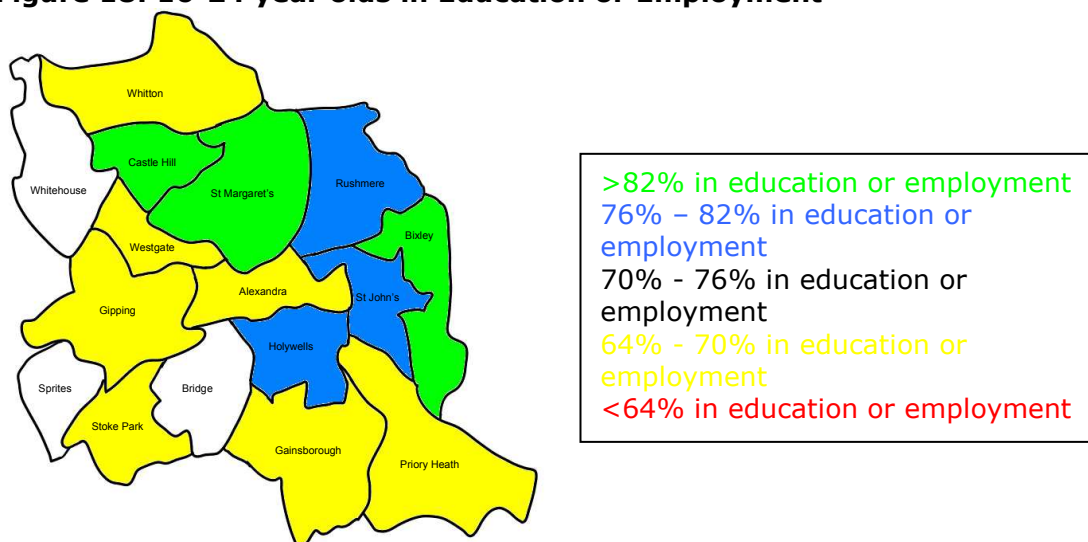 Whitton
Castle Hill
Whitehouse
St Margaret's
Rushmere
Bixley
Westgate
Alexandra
St John's
Gipping
Holywells
Sprites
Bridge
Stoke Park
Gainsborough
Priory Heath
>82% in education or employment
76% – 82% in education or
employment
70% - 76% in education or
employment
64% - 70% in education or
employment
<64% in education or employment